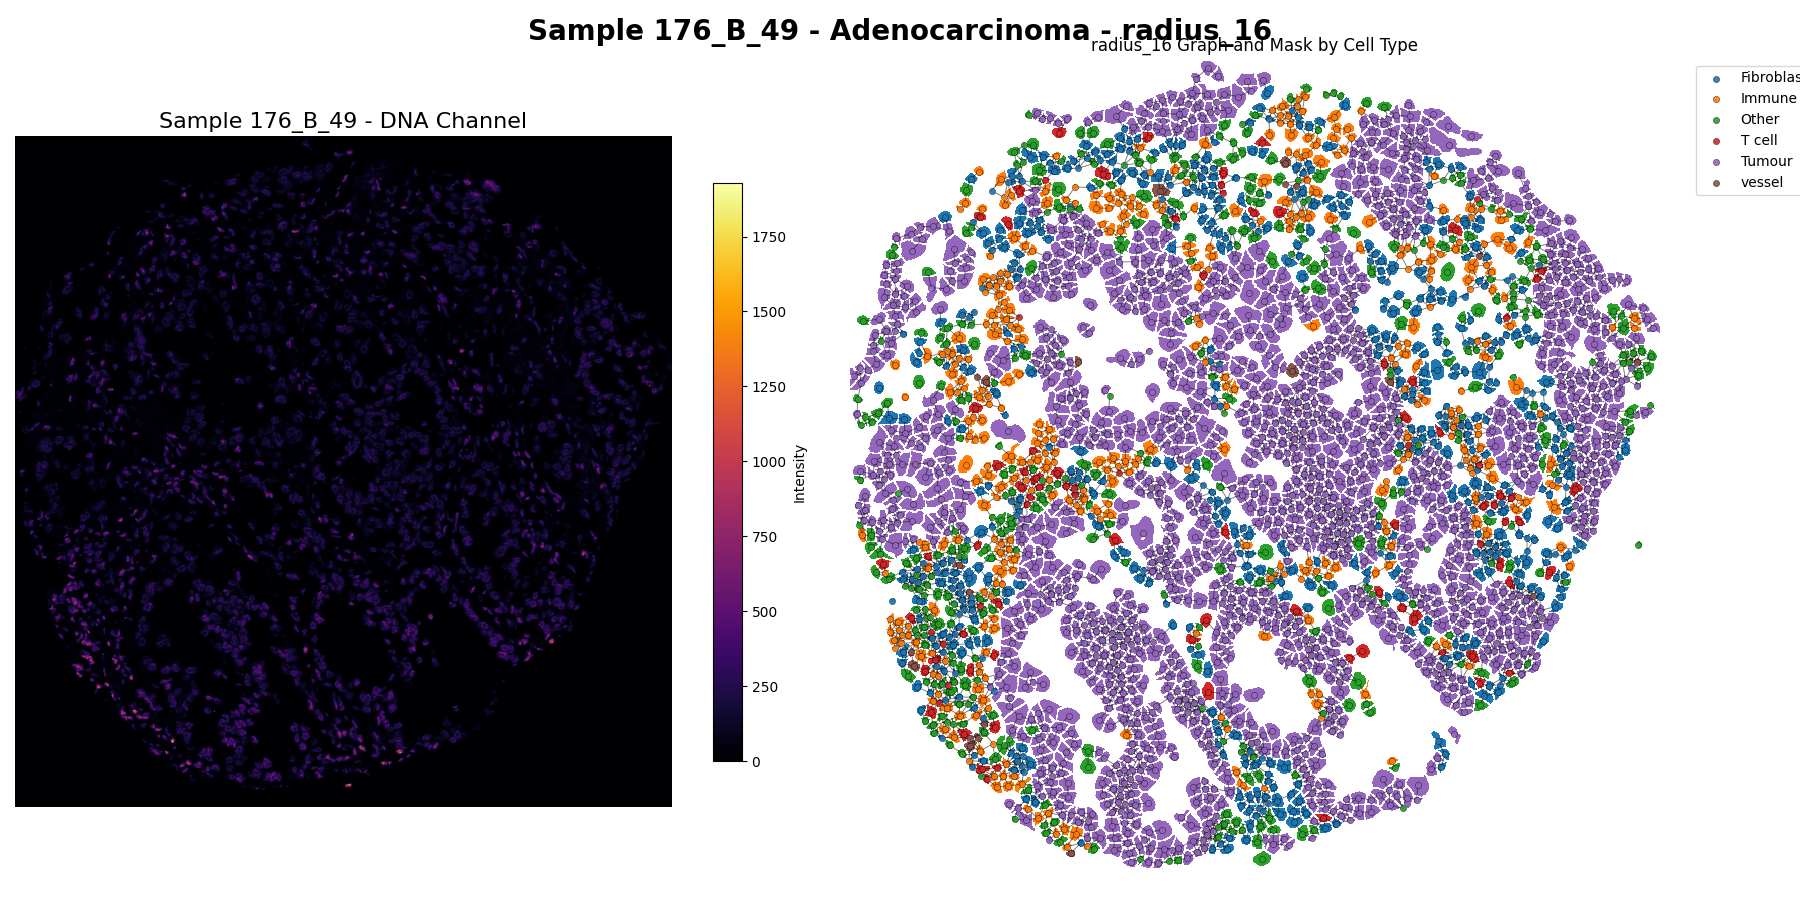 Sample 176_B_49 - Adenocarcinoma - radius_16
radius_16 Graph and Mask by Cell Type
Sample 176_B_49 - DNA Channel
1750
1500
1250
1000
750
500
250
0
Intensity
Fibroblas
Immune
Other
T cell
Tumour
vessel